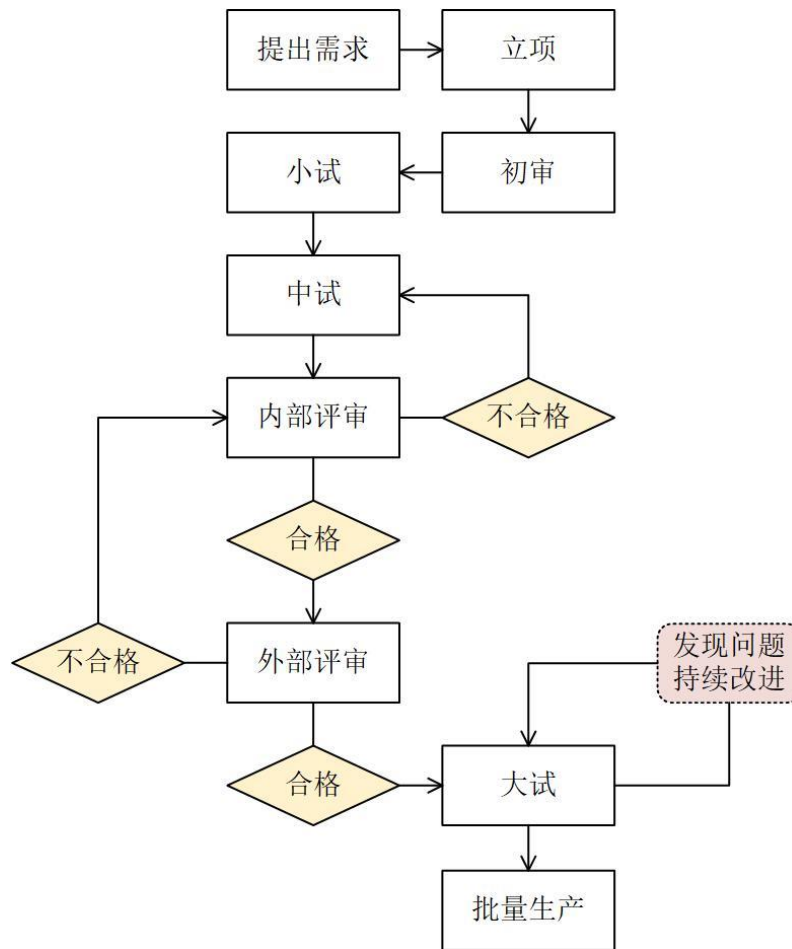 提出需求
立项
小试
初审
中试
内部评审
不合格
合格
不合格
外部评审
发现问题
持续改进
合格
大试
批量生产